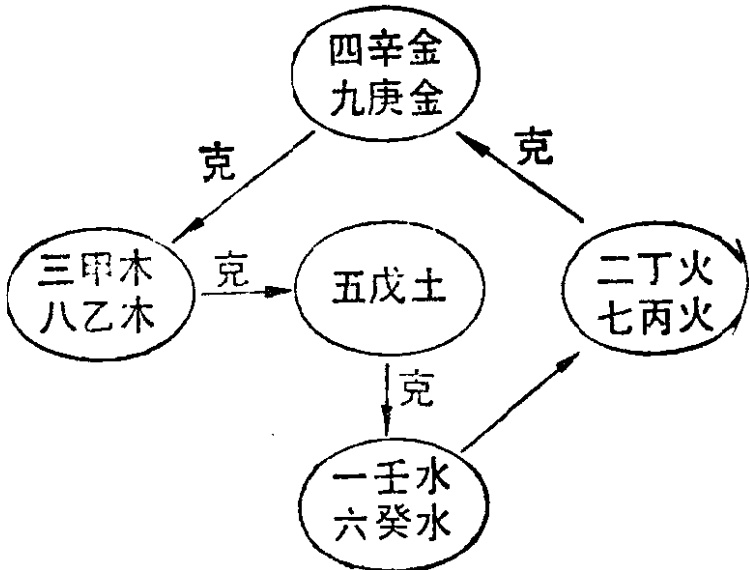 四辛金
九庚金
克
克
三甲木
八乙木
克
五戊土
二丁火
七丙火
克
一壬水
六癸水